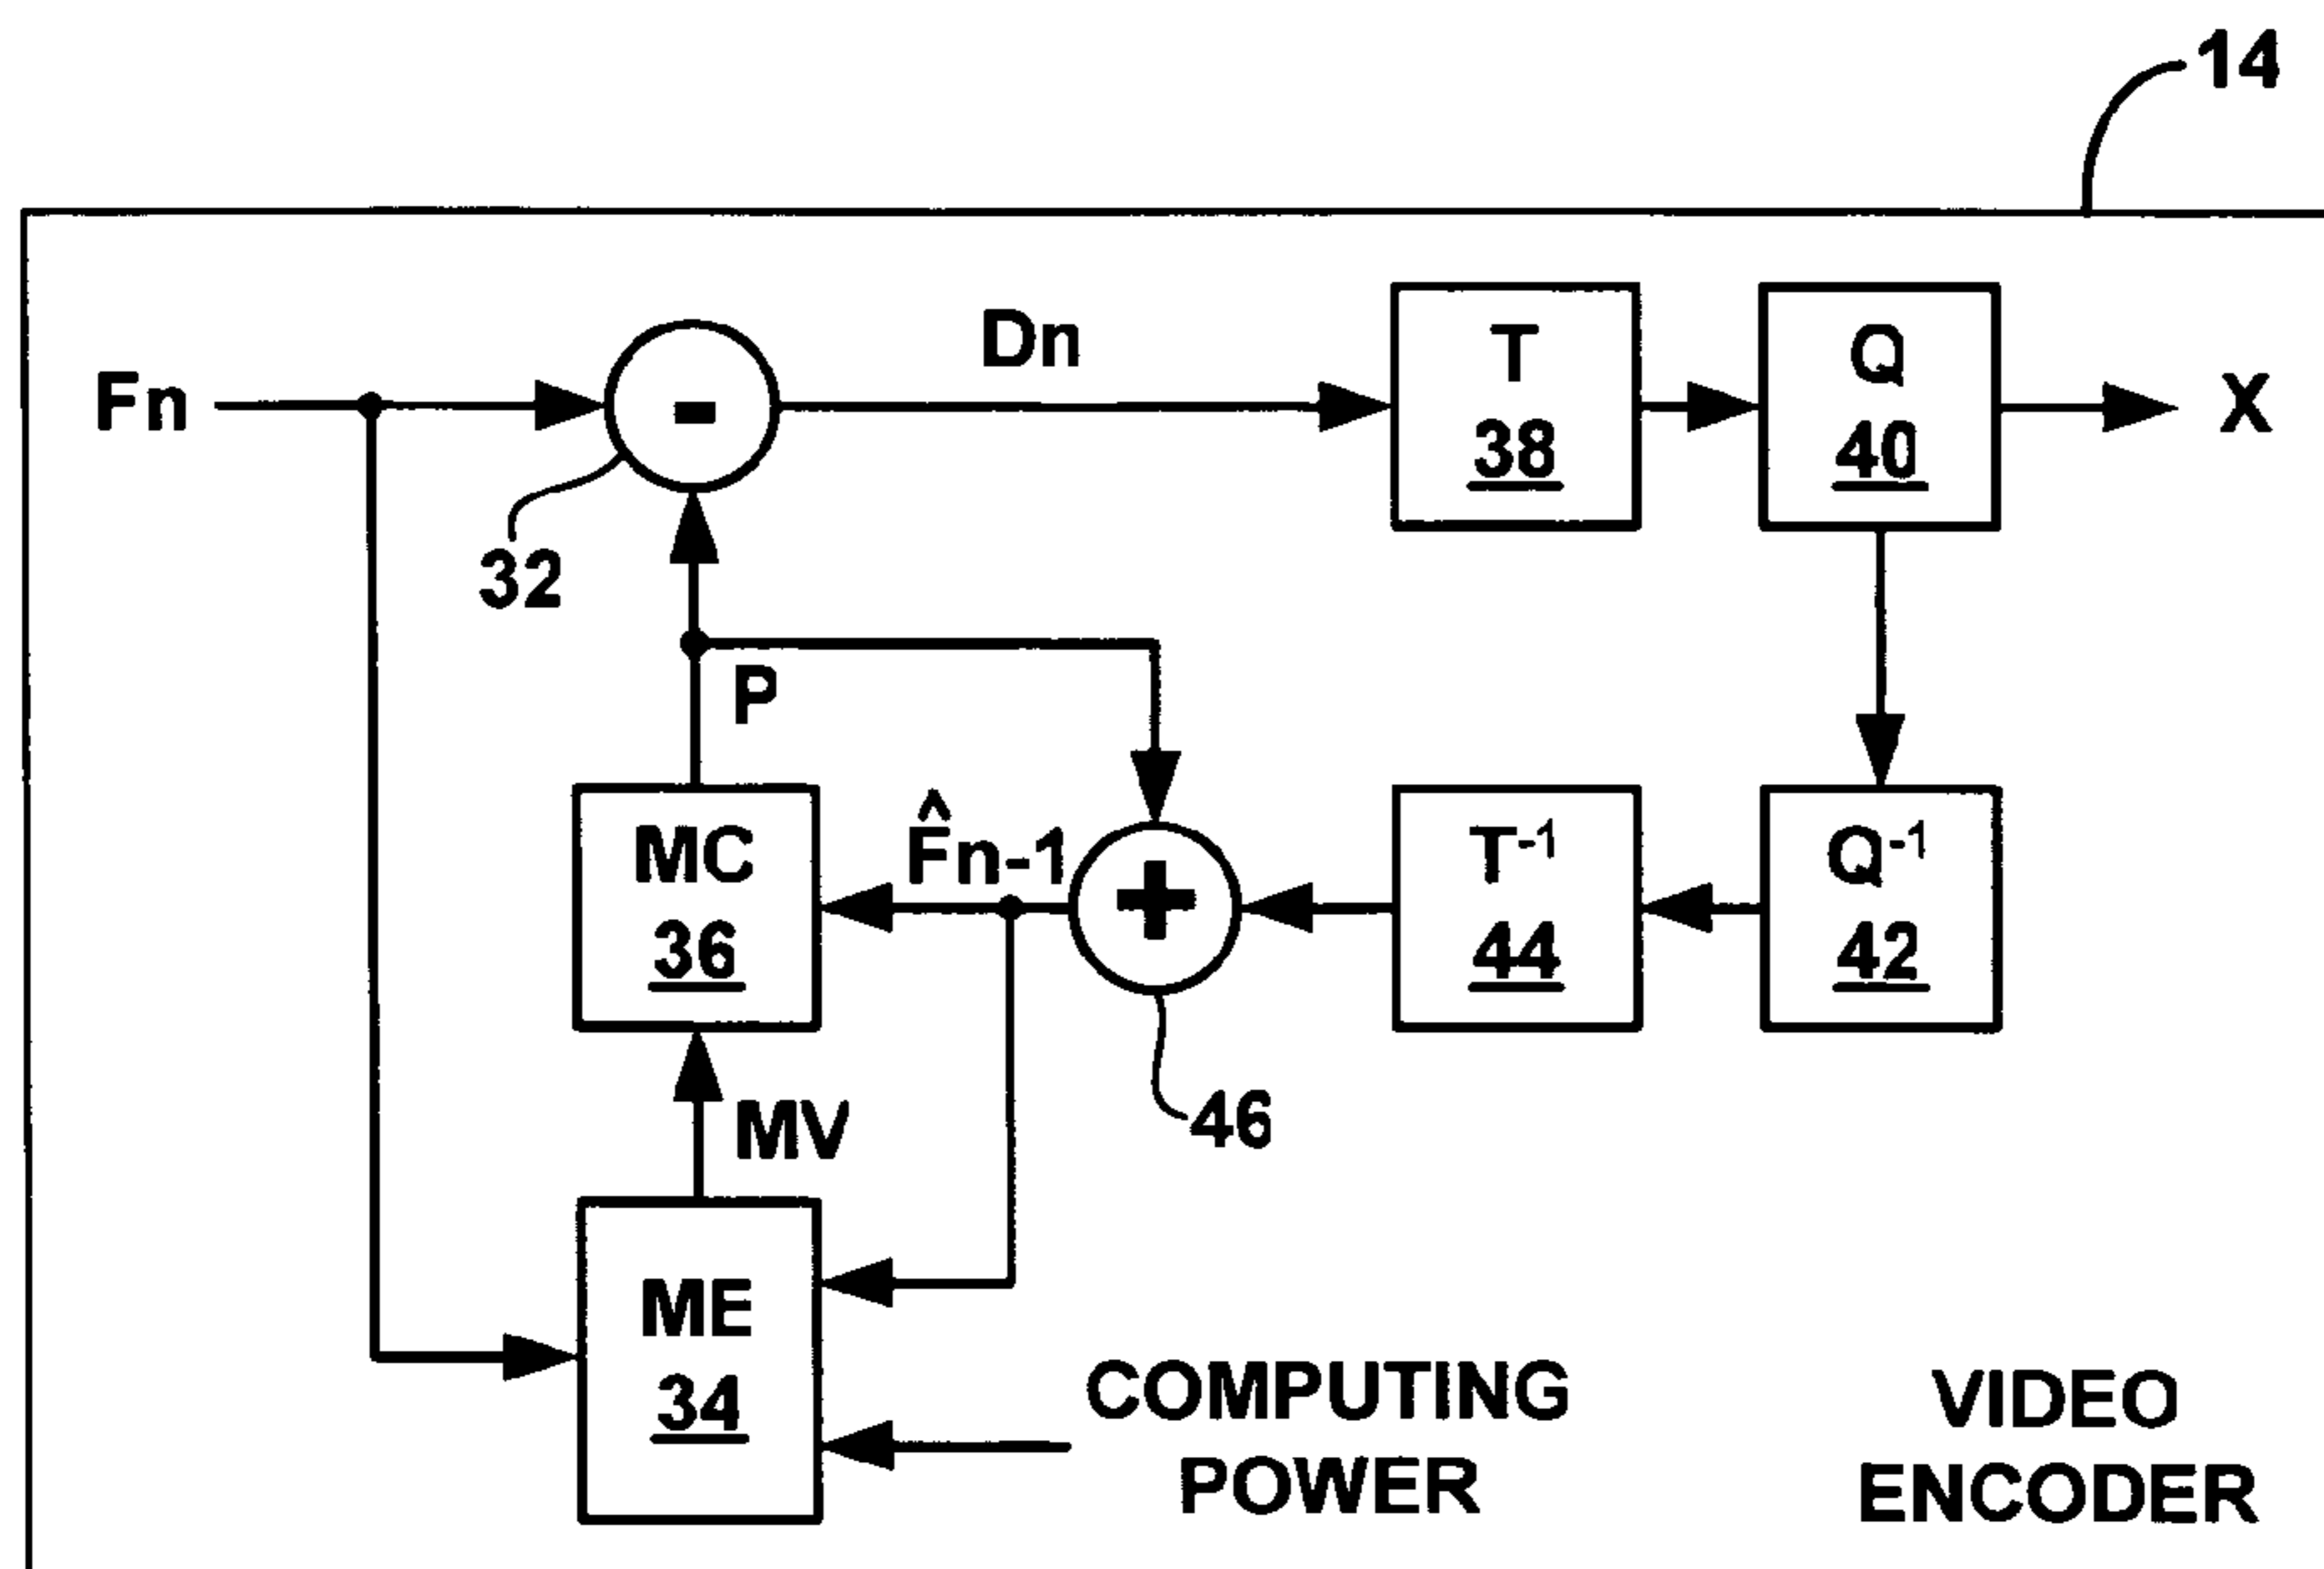 14
Fn
-
Dn
T
38
Q
40
X
32
P
MC
36
F̂n-1
+
T⁻¹
44
Q⁻¹
42
46
MV
ME
34
COMPUTING
POWER
VIDEO
ENCODER